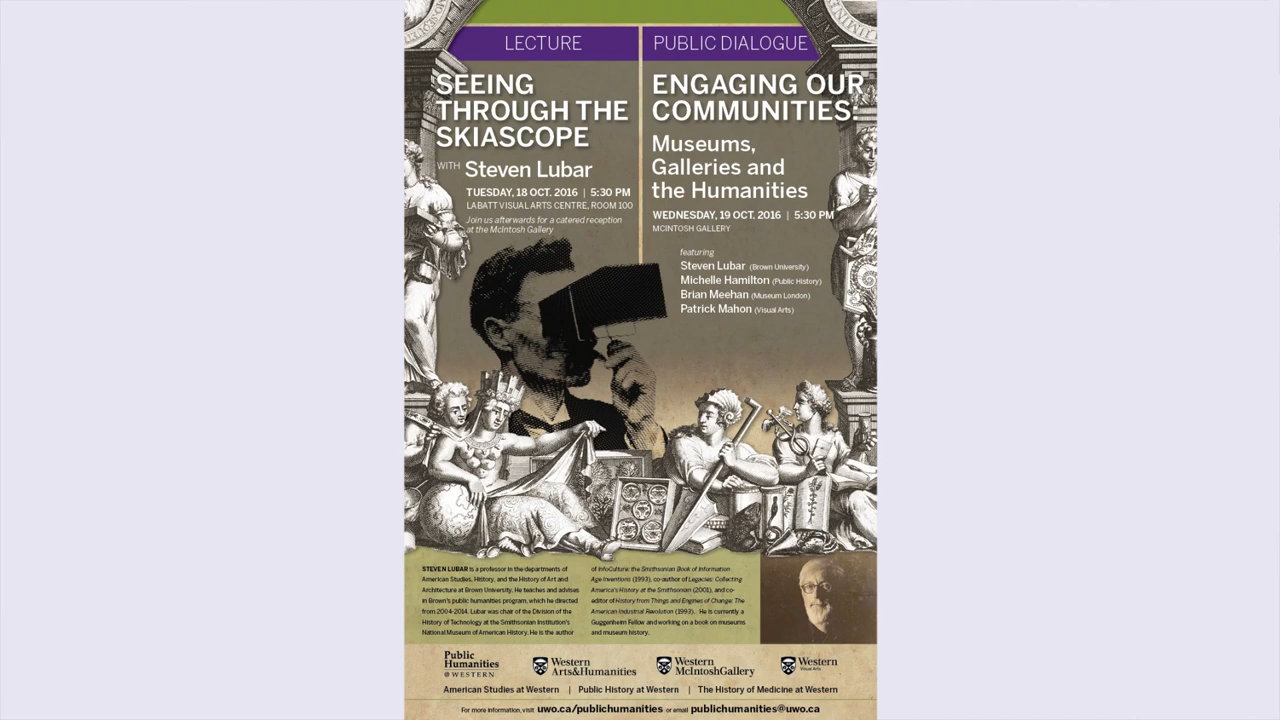 LECTURE
SEEING
THROUGH THE
SKIASCOPE
WITH Steven Lubar
TUESDAY, 18 OCT. 2016 | 5:30 PM
LABATT VISUAL ARTS CENTRE, ROOM 100
Join us afterwards for a catered reception
at the McIntosh Gallery
PUBLIC DIALOGUE
ENGAGING OUR
COMMUNITIES:
Museums,
Galleries and
the Humanities
WEDNESDAY, 19 OCT. 2016 | 5:30 PM
MCINTOSH GALLERY
featuring
Steven Lubar (Brown University)
Michelle Hamilton (Public History)
Brian Meehan (Museum London)
Patrick Mahon (Visual Arts)
STEVEN LUBAR is a professor in the departments of
American Studies, History, and the History of Art and
Architecture at Brown University. He teaches and advises
in Brown's public humanities program, which he directed
from 2004-2014. Lubar was chair of the Division of the
History of Technology at the Smithsonian Institution's
National Museum of American History. He is the author
of InfoCulture: the Smithsonian Book of Information
Age Inventions (1993), co-author of Legacies: Collecting
America's History at the Smithsonian (2001), and co-
editor of History from Things and Engines of Change: The
American Industrial Revolution (1993). . He is currently a
Guggenheim Fellow and working on a book on museums
and museum history.
Public
Humanities
@ WESTERN
Western
Arts&Humanities
Western
McIntoshGallery
Western
Visual Arts
American Studies at Western | Public History at Western | The History of Medicine at Western
For more information, visit uwo.ca/publichumanities or email publichumanities@uwo.ca